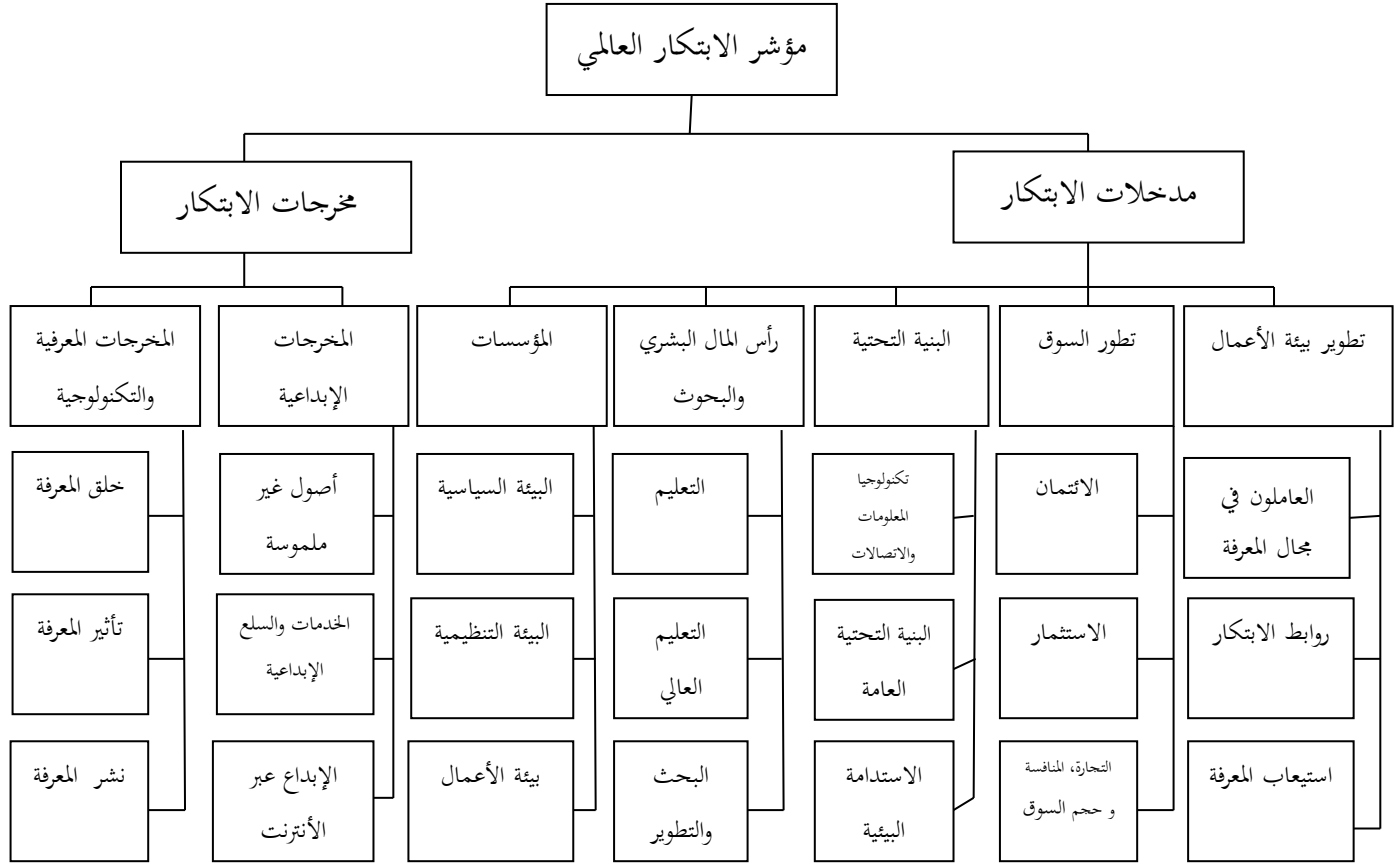 مؤشر الابتكار العالمي
مدخلات الابتكار
مخرجات الابتكار
تطوير بيئة الأعمال
تطور السوق
البنية التحتية
رأس المال البشري
والبحوث
المؤسسات
المخرجات
الإبداعية
المخرجات المعرفية
والتكنولوجية
العاملون في
مجال المعرفة
الائتمان
تكنولوجيا
المعلومات
والاتصالات
التعليم
البيئة السياسية
أصول غير
ملموسة
خلق المعرفة
روابط الابتكار
الاستثمار
البنية التحتية
العامة
التعليم
العالي
البيئة التنظيمية
الخدمات والسلع
الإبداعية
تأثير المعرفة
استيعاب المعرفة
التجارة، المنافسة
و حجم السوق
الاستدامة
البيئية
البحث
والتطوير
بيئة الأعمال
الإبداع عبر
الأنترنت
نشر المعرفة